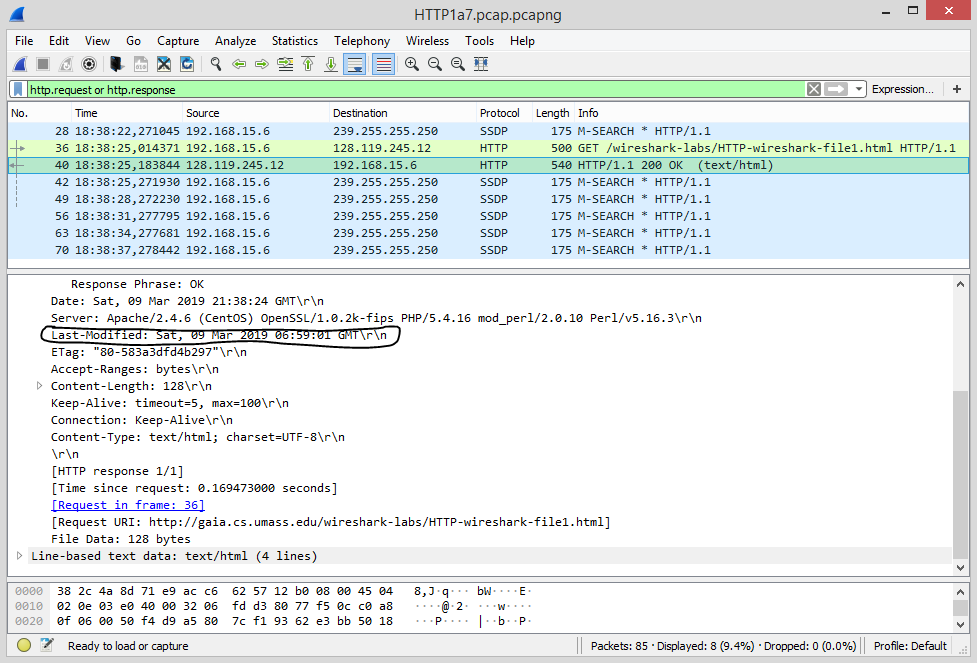 HTTP1a7.pcap.pcapng
File Edit View Go Capture Analyze Statistics Telephony Wireless Tools Help
http.request or http.response Expression... +
No. Time Source Destination Protocol Length Info
28 18:38:22,271045 192.168.15.6 239.255.255.250 SSDP 175 M-SEARCH * HTTP/1.1
36 18:38:25,014371 192.168.15.6 128.119.245.12 HTTP 500 GET /wireshark-labs/HTTP-wireshark-file1.html HTTP/1.1
40 18:38:25,183844 128.119.245.12 192.168.15.6 HTTP 540 HTTP/1.1 200 OK (text/html)
42 18:38:25,271930 192.168.15.6 239.255.255.250 SSDP 175 M-SEARCH * HTTP/1.1
49 18:38:28,272230 192.168.15.6 239.255.255.250 SSDP 175 M-SEARCH * HTTP/1.1
56 18:38:31,277795 192.168.15.6 239.255.255.250 SSDP 175 M-SEARCH * HTTP/1.1
63 18:38:34,277681 192.168.15.6 239.255.255.250 SSDP 175 M-SEARCH * HTTP/1.1
70 18:38:37,278442 192.168.15.6 239.255.255.250 SSDP 175 M-SEARCH * HTTP/1.1
Response Phrase: OK
Date: Sat, 09 Mar 2019 21:38:24 GMT\r\n
Server: Apache/2.4.6 (CentOS) OpenSSL/1.0.2k-fips PHP/5.4.16 mod_perl/2.0.10 Perl/v5.16.3\r\n
Last-Modified: Sat, 09 Mar 2019 06:59:01 GMT\r\n
ETag: "80-583a3dfd4b297"\r\n
Accept-Ranges: bytes\r\n
Content-Length: 128\r\n
Keep-Alive: timeout=5, max=100\r\n
Connection: Keep-Alive\r\n
Content-Type: text/html; charset=UTF-8\r\n
\r\n
[HTTP response 1/1]
[Time since request: 0.169473000 seconds]
[Request in frame: 36]
[Request URI: http://gaia.cs.umass.edu/wireshark-labs/HTTP-wireshark-file1.html]
File Data: 128 bytes
Line-based text data: text/html (4 lines)
0000 38 2c 4a 8d 71 e9 ac c6 62 57 12 b0 08 00 45 04 8,J·q··· bW····E·
0010 02 0e 03 e0 40 00 32 06 fd d3 80 77 f5 0c c0 a8 ····@·2· ···w····
0020 0f 06 00 50 f4 d9 a5 80 7c f1 93 62 e3 bb 50 18 ···P···· |··b··P·
Ready to load or capture Packets: 85 · Displayed: 8 (9.4%) · Dropped: 0 (0.0%) Profile: Default